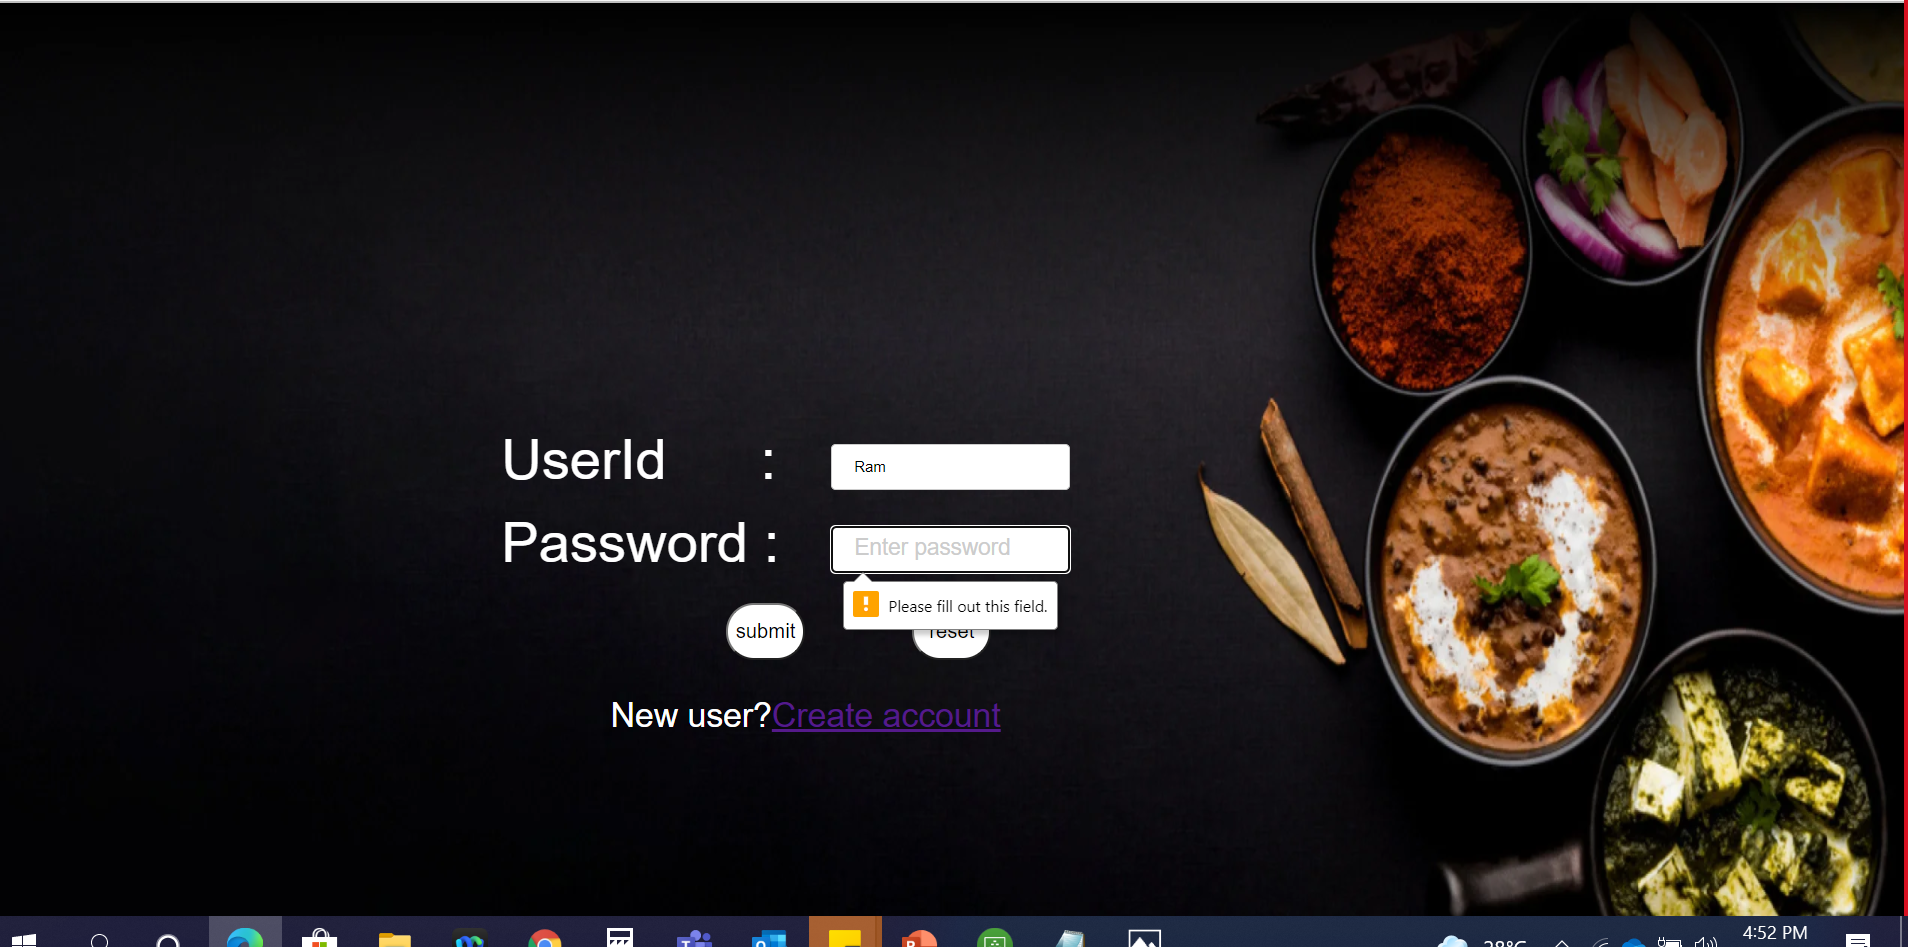 UserId :
Ram
Password :
Enter password
Please fill out this field.
submit
reset
New user?Create account
4:52 PM